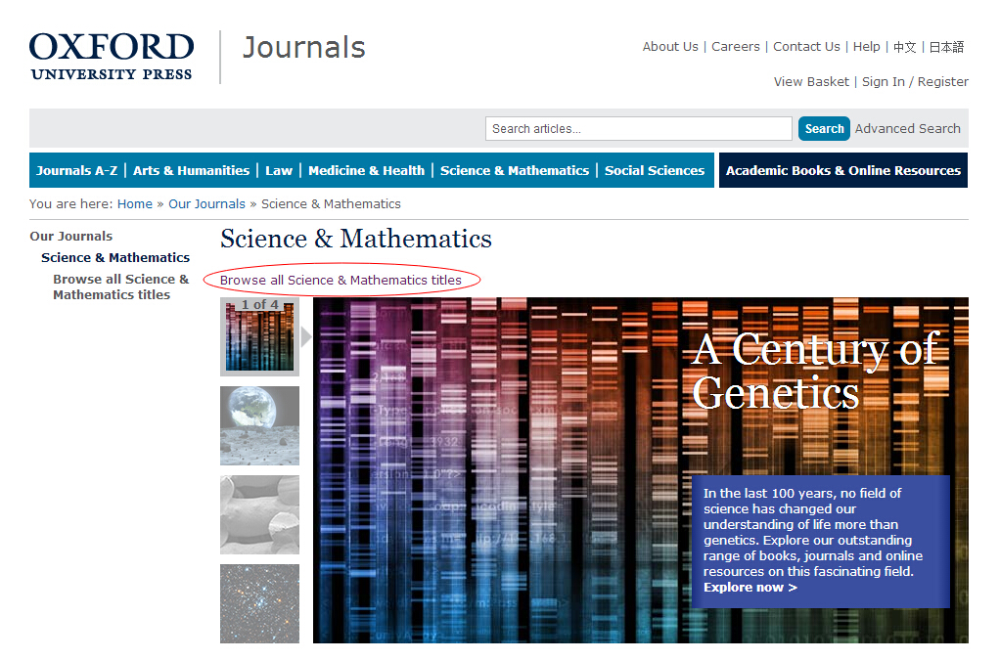 OXFORD
UNIVERSITY PRESS
Journals
About Us | Careers | Contact Us | Help | 中文 | 日本語
View Basket | Sign In / Register
Search articles...
Search
Advanced Search
Journals A-Z | Arts & Humanities | Law | Medicine & Health | Science & Mathematics | Social Sciences
Academic Books & Online Resources
You are here: Home » Our Journals » Science & Mathematics
Our Journals
Science & Mathematics
Browse all Science &
Mathematics titles
Science & Mathematics
Browse all Science & Mathematics titles
1 of 4
A Century of
Genetics
In the last 100 years, no field of
science has changed our
understanding of life more than
genetics. Explore our outstanding
range of books, journals and online
resources on this fascinating field.
Explore now >